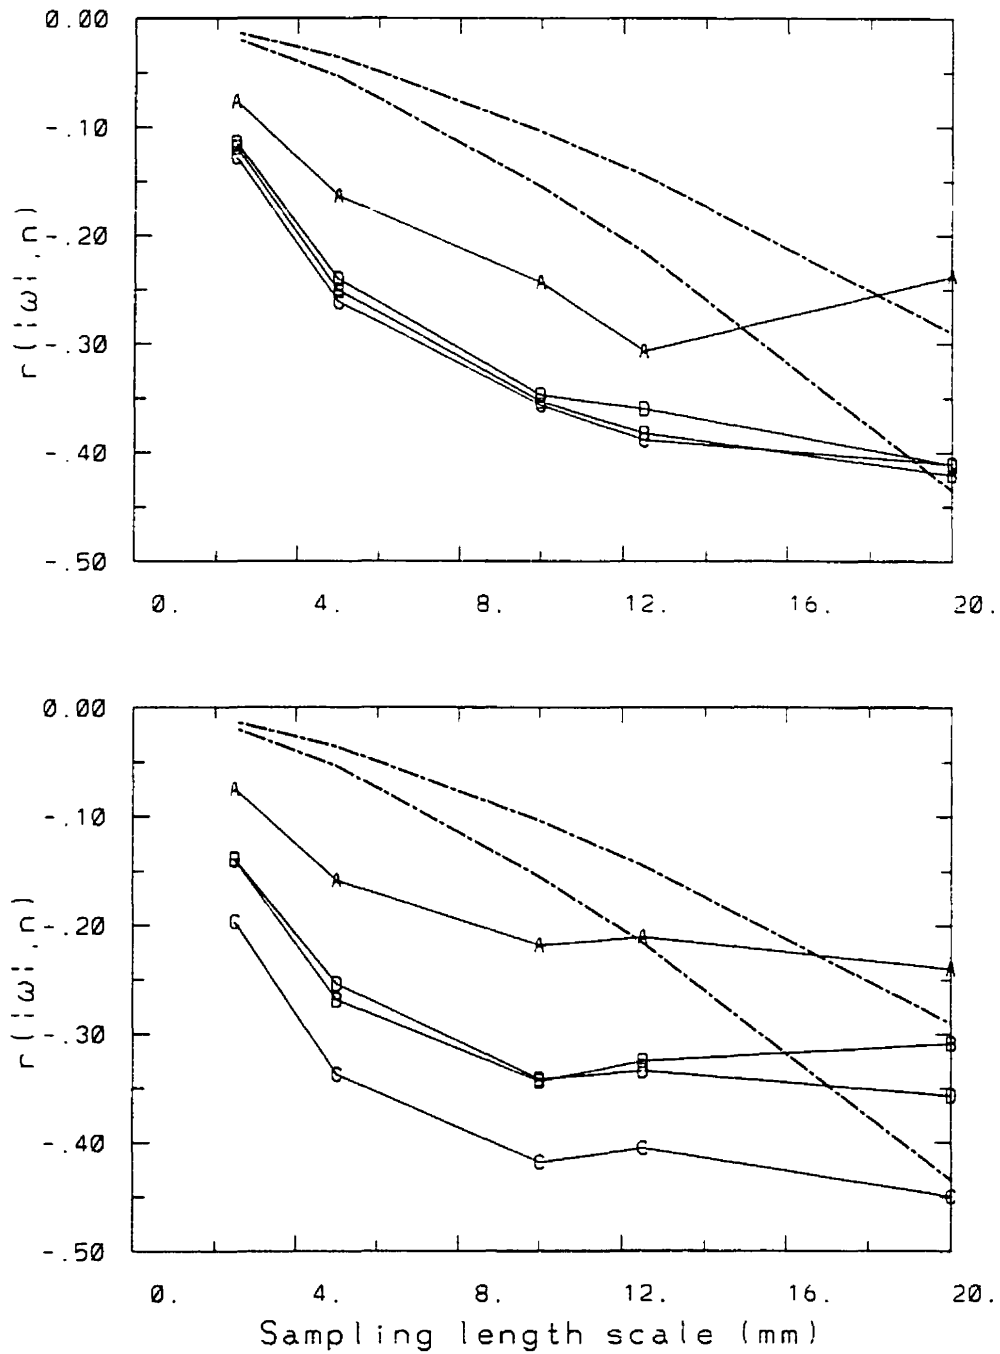 0.00
-.10
-.20
-.30
-.40
-.50
r(|ω|,n)
A A A A A
D D D D D
B B B B B
C C C C
0. 4. 8. 12. 16. 20.
0.00
-.10
-.20
-.30
-.40
-.50
r(|ω|,n)
A A A A A
D D D D
B B B B B
C C C C C
0. 4. 8. 12. 16. 20.
Sampling length scale (mm)